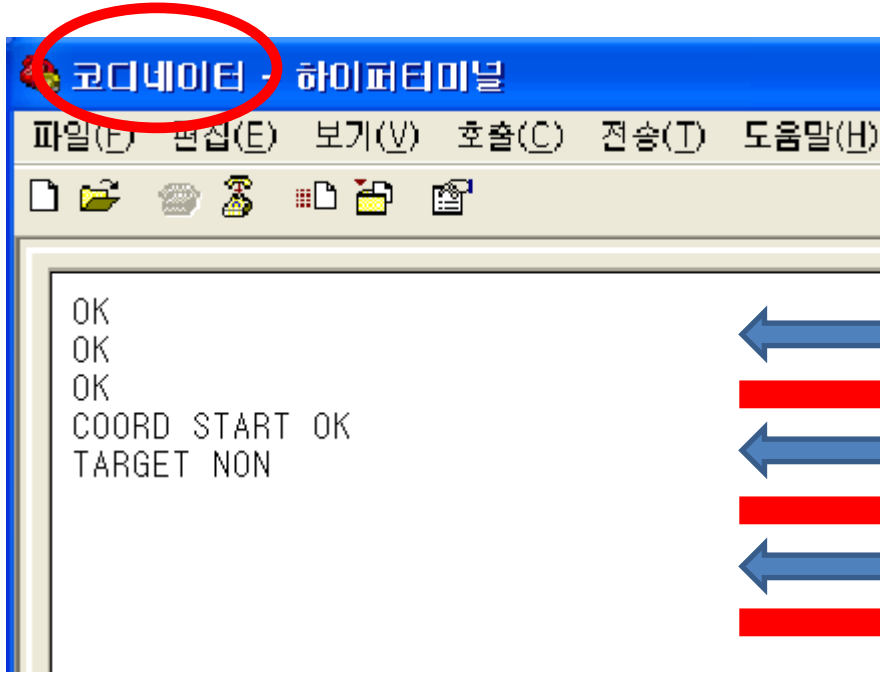 코디네이터 - 하이퍼터미널
파일(F) 편집(E) 보기(V) 호출(C) 전송(T) 도움말(H)
OK
OK
OK
COORD START OK
TARGET NON